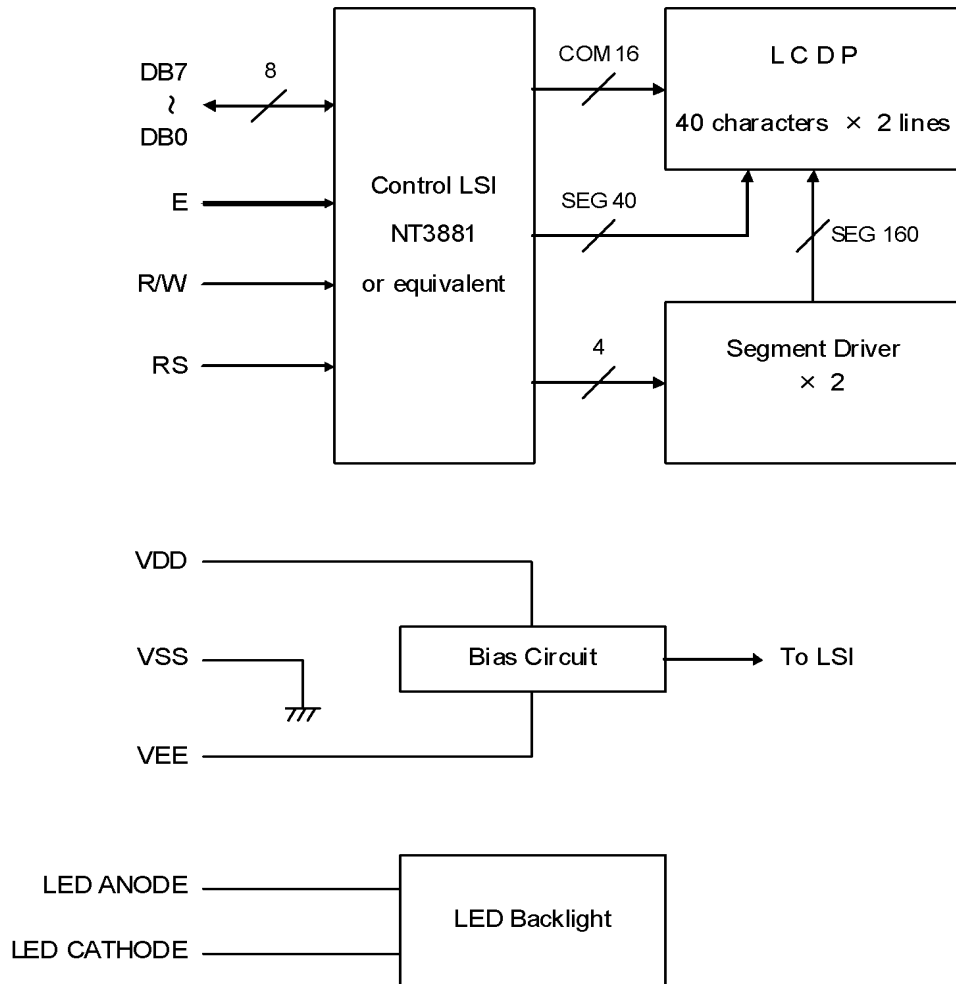 DB7
~
DB0
8
E
R/W
RS
Control LSI
NT3881
or equivalent
COM 16
SEG 40
4
L C D P
40 characters × 2 lines
SEG 160
Segment Driver
× 2
VDD
VSS
VEE
Bias Circuit
To LSI
LED ANODE
LED CATHODE
LED Backlight